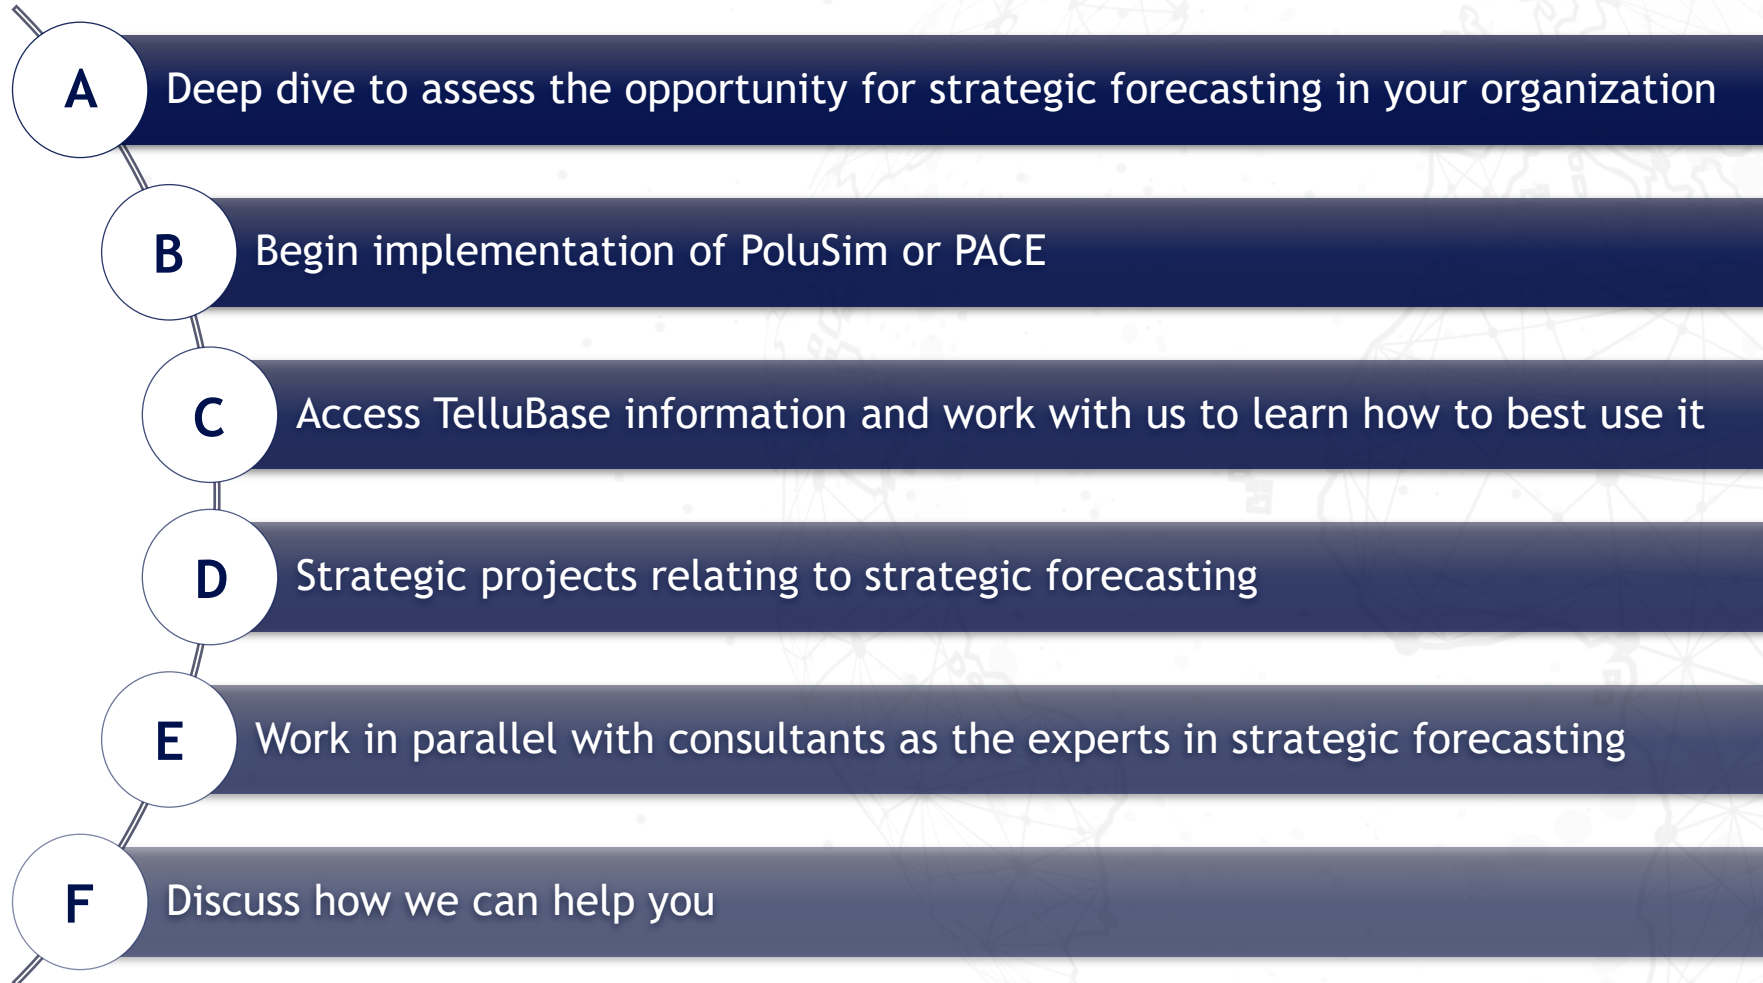 A
Deep dive to assess the opportunity for strategic forecasting in your organization
B
Begin implementation of PoluSim or PACE
C
Access TelluBase information and work with us to learn how to best use it
D
Strategic projects relating to strategic forecasting
E
Work in parallel with consultants as the experts in strategic forecasting
F
Discuss how we can help you